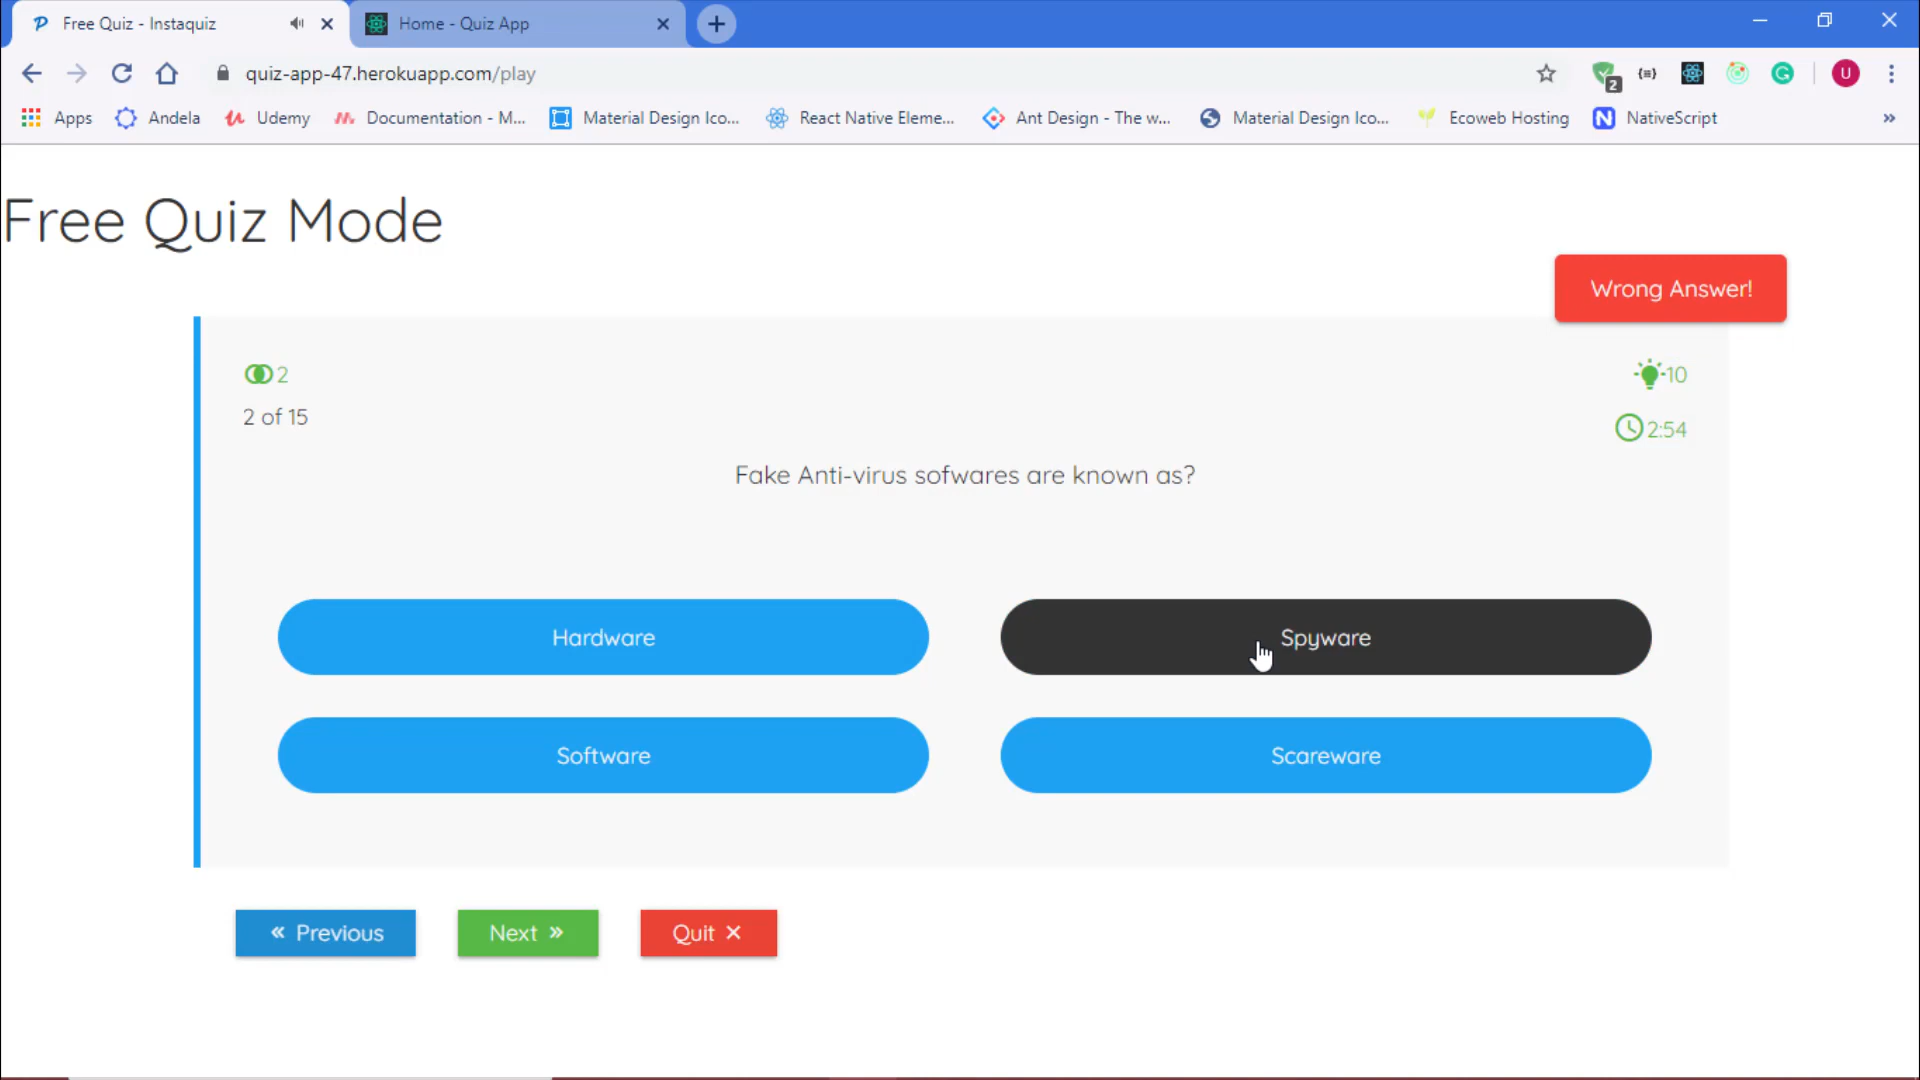 Free Quiz - Instaquiz
Home - Quiz App
quiz-app-47.herokuapp.com/play
2
U
Apps
Andela
Udemy
Documentation - M...
Material Design Ico...
React Native Eleme...
Ant Design - The w...
Material Design Ico...
Ecoweb Hosting
NativeScript
Free Quiz Mode
Wrong Answer!
2
10
2 of 15
2:54
Fake Anti-virus sofwares are known as?
Hardware
Spyware
Software
Scareware
« Previous
Next »
Quit ×